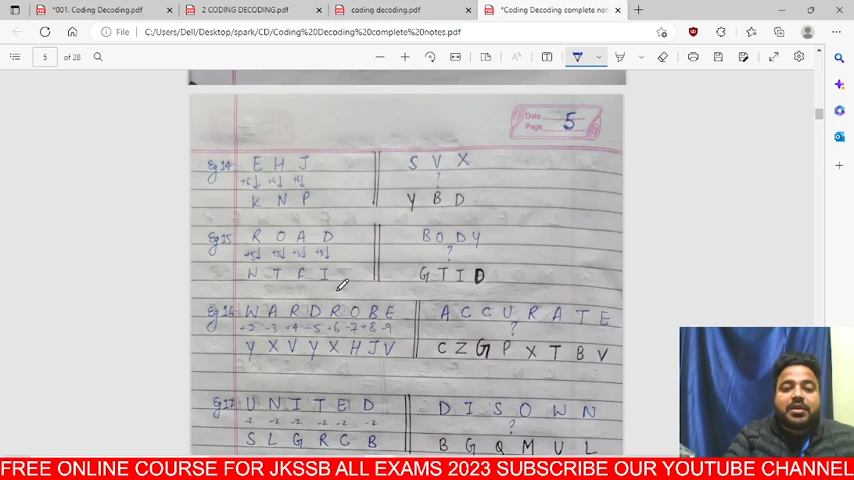 *001. Coding Decoding.pdf
2 CODING DECODING.pdf
coding decoding.pdf
*Coding Decoding complete not
File
C:/Users/Dell/Desktop/spark/CD/Coding%20Decoding%20complete%20notes.pdf
5 of 28
Date
Page 5
Eg 14 E H J S V X
+6 +6 +6 ?
K N P Y B D
Eg 15 R O A D B O D Y
+5 +5 +5 +5 ?
W T F I G T I D
Eg 16 W A R D R O B E A C C U R A T E
+2 -3 +4 -5 +6 -7 +8 -9 ?
Y X V Y X H J V C Z G P X T B V
Eg 17 U N I T E D D I S O W N
-2 -2 -2 -2 -2 -2 ?
S L G R C B B G Q M U L
FREE ONLINE COURSE FOR JKSSB ALL EXAMS 2023 SUBSCRIBE OUR YOUTUBE CHANNEL